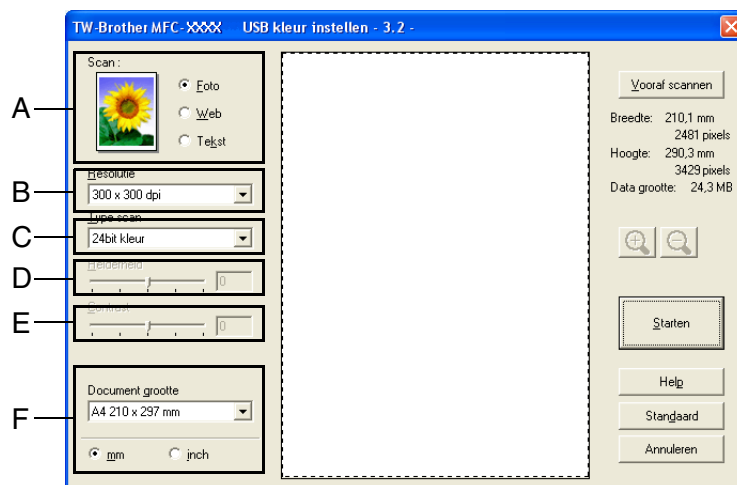 TW-Brother MFC-XXXX USB kleur instellen - 3.2 -
A
Scan :
Foto
Web
Tekst
B
Resolutie
300 x 300 dpi
C
Type scan
24bit kleur
D
Helderheid
0
E
Contrast
0
F
Document grootte
A4 210 x 297 mm
mm inch
Vooraf scannen
Breedte: 210,1 mm
2481 pixels
Hoogte: 290,3 mm
3429 pixels
Data grootte: 24,3 MB
Starten
Help
Standaard
Annuleren